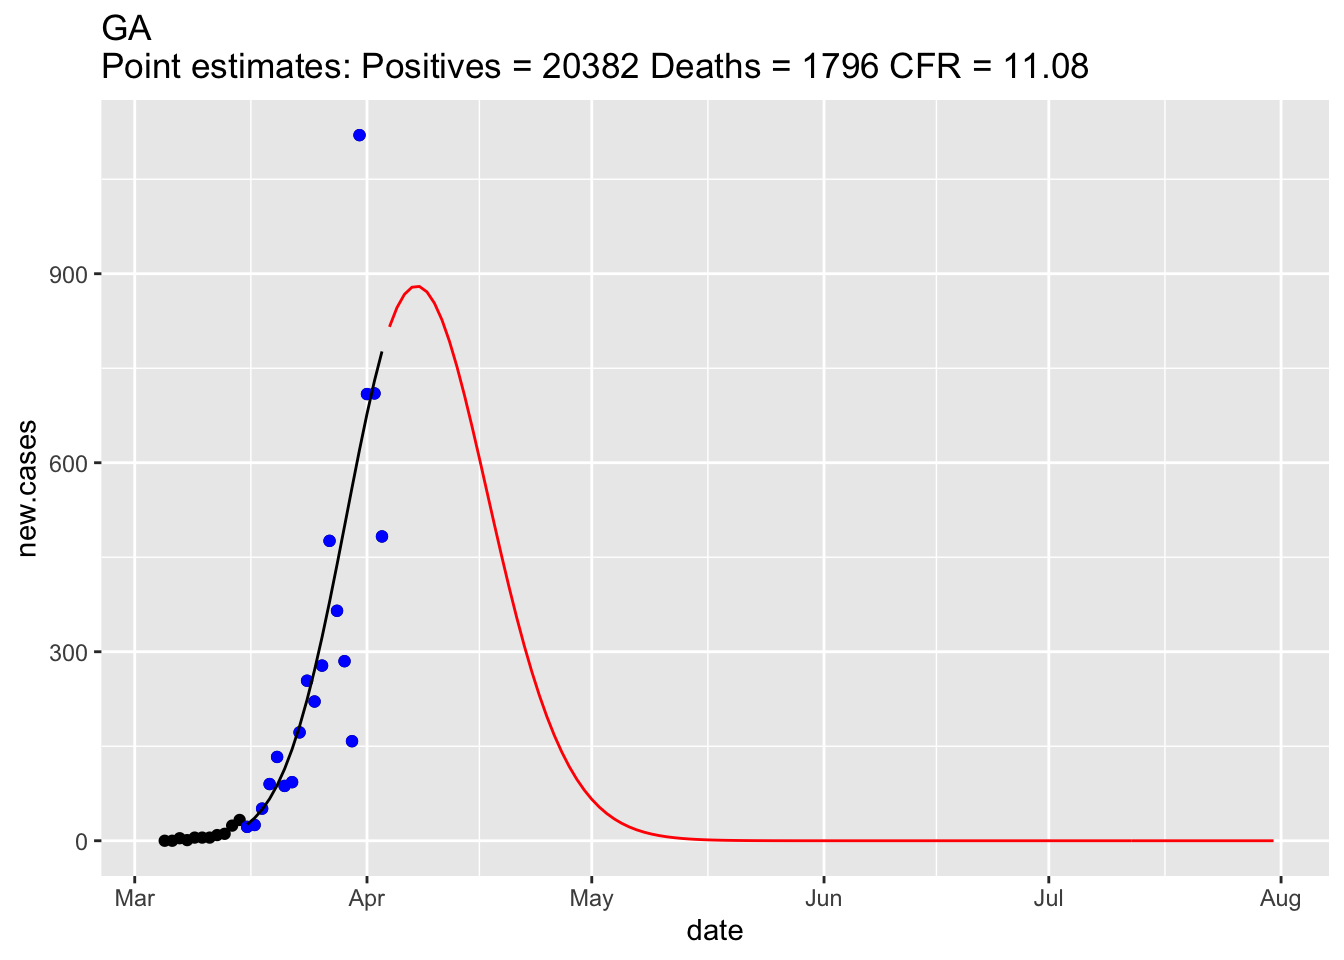 GA
Point estimates: Positives = 20382 Deaths = 1796 CFR = 11.08
900
600
300
0
new.cases
Mar Apr May Jun Jul Aug
date